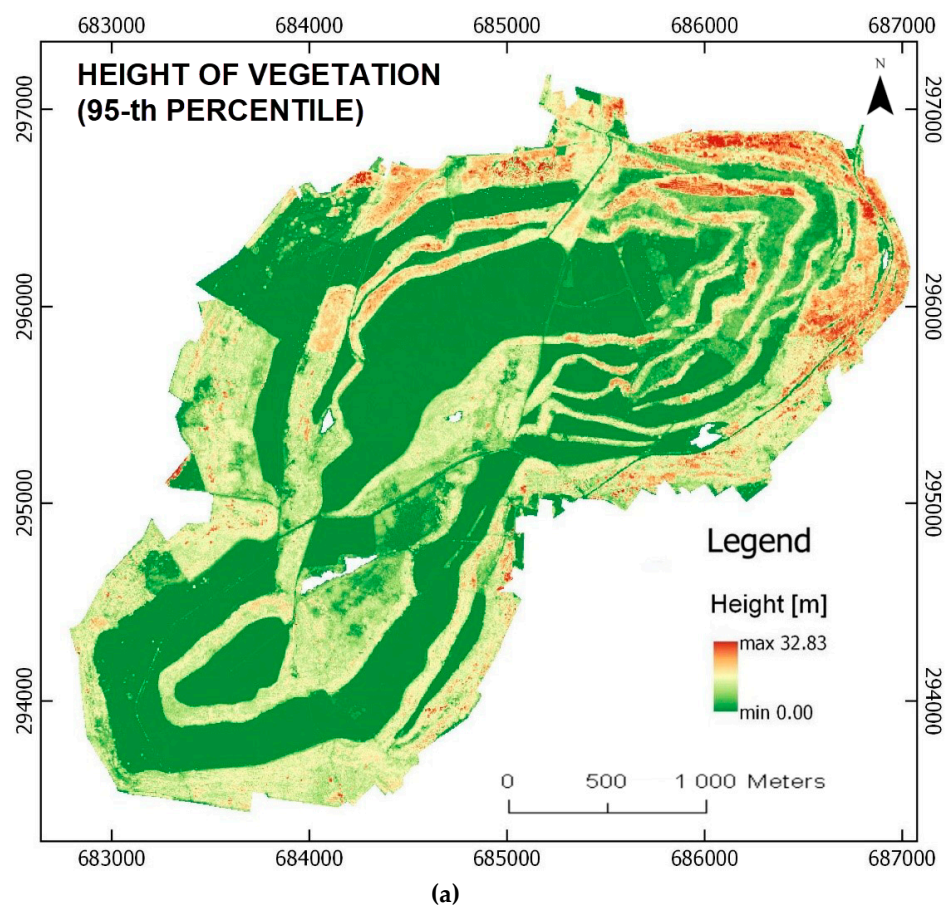 683000 684000 685000 686000 687000
HEIGHT OF VEGETATION
(95-th PERCENTILE)
N
297000 297000
296000 296000
295000 295000
Legend
Height [m]
max 32.83
min 0.00
294000 294000
0 500 1 000 Meters
683000 684000 685000 686000 687000
(a)